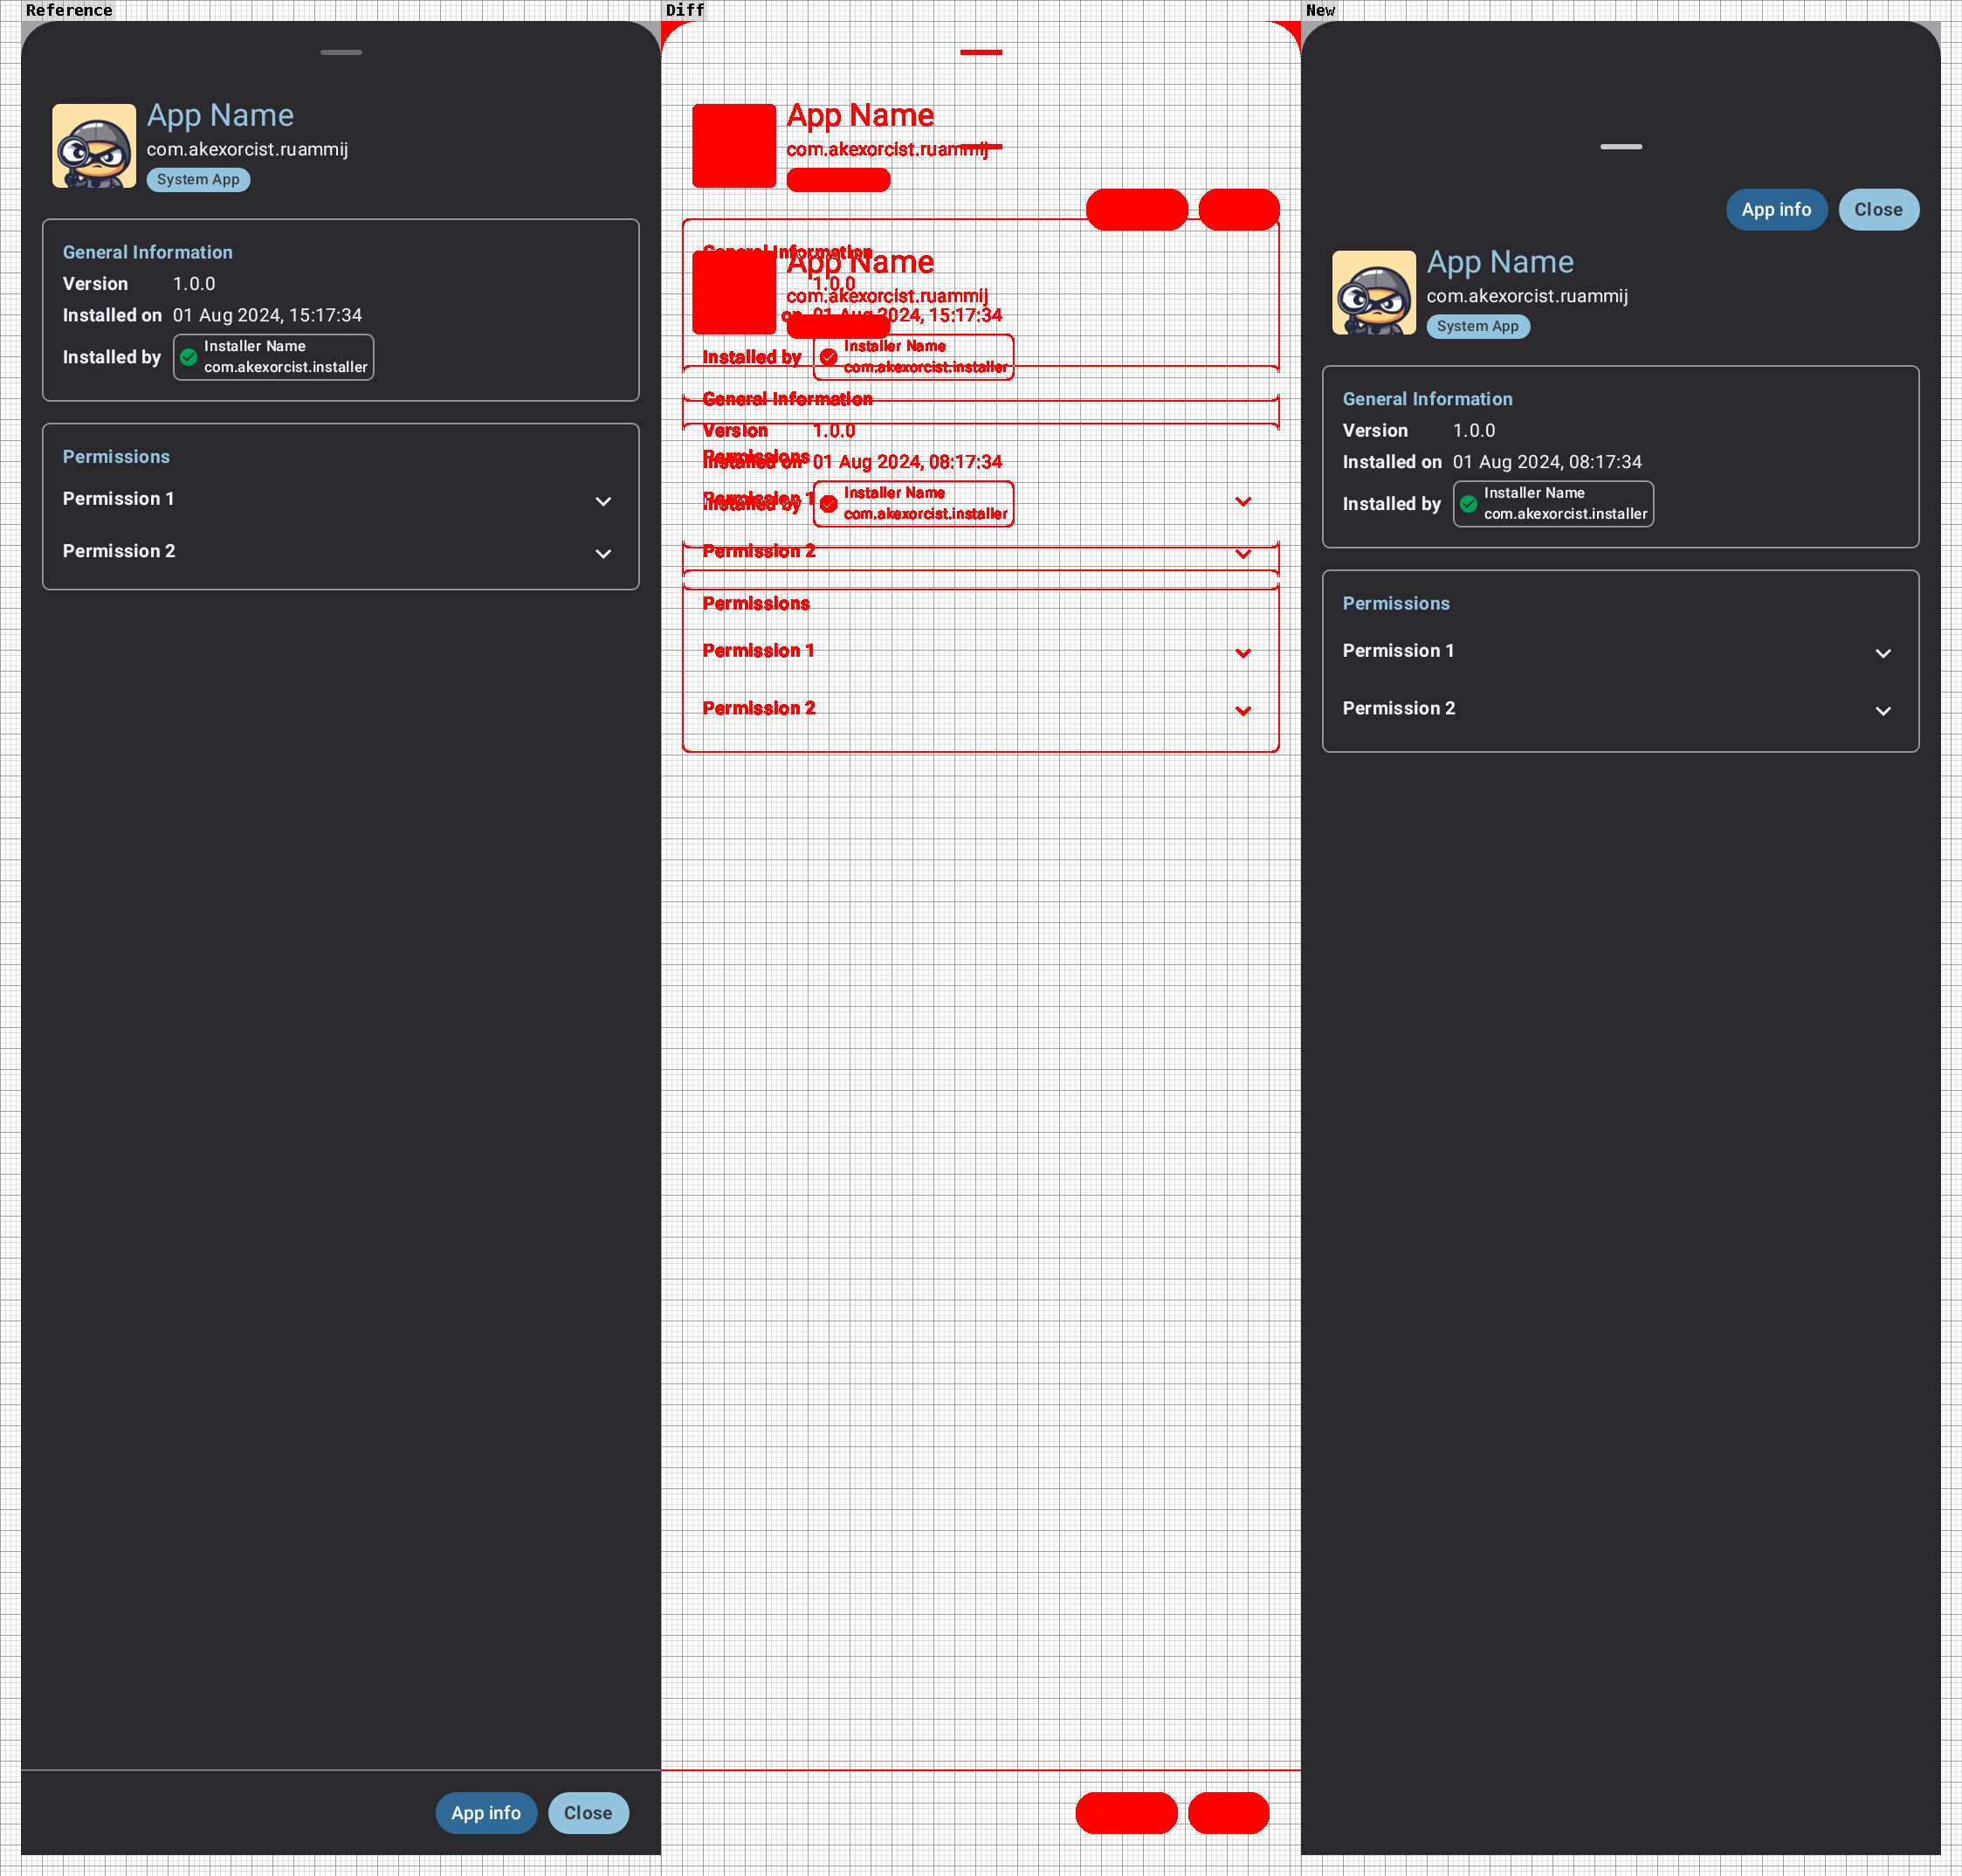 Reference
App Name
com.akexorcist.ruammij
System App
General Information
Version 1.0.0
Installed on 01 Aug 2024, 15:17:34
Installed by
Installer Name
com.akexorcist.installer
Permissions
Permission 1
Permission 2
App info
Close
Diff
App Name
com.akexorcist.ruammij
General Information
App Name
1.0.0
com.akexorcist.ruammij
on 01 Aug 2024, 15:17:34
Installed by
Installer Name
com.akexorcist.installer
General Information
Version 1.0.0
Permissions
Installed on 01 Aug 2024, 08:17:34
Permission 1
Installer Name
Installed by
com.akexorcist.installer
Permission 2
Permissions
Permission 1
Permission 2
New
App info
Close
App Name
com.akexorcist.ruammij
System App
General Information
Version 1.0.0
Installed on 01 Aug 2024, 08:17:34
Installed by
Installer Name
com.akexorcist.installer
Permissions
Permission 1
Permission 2